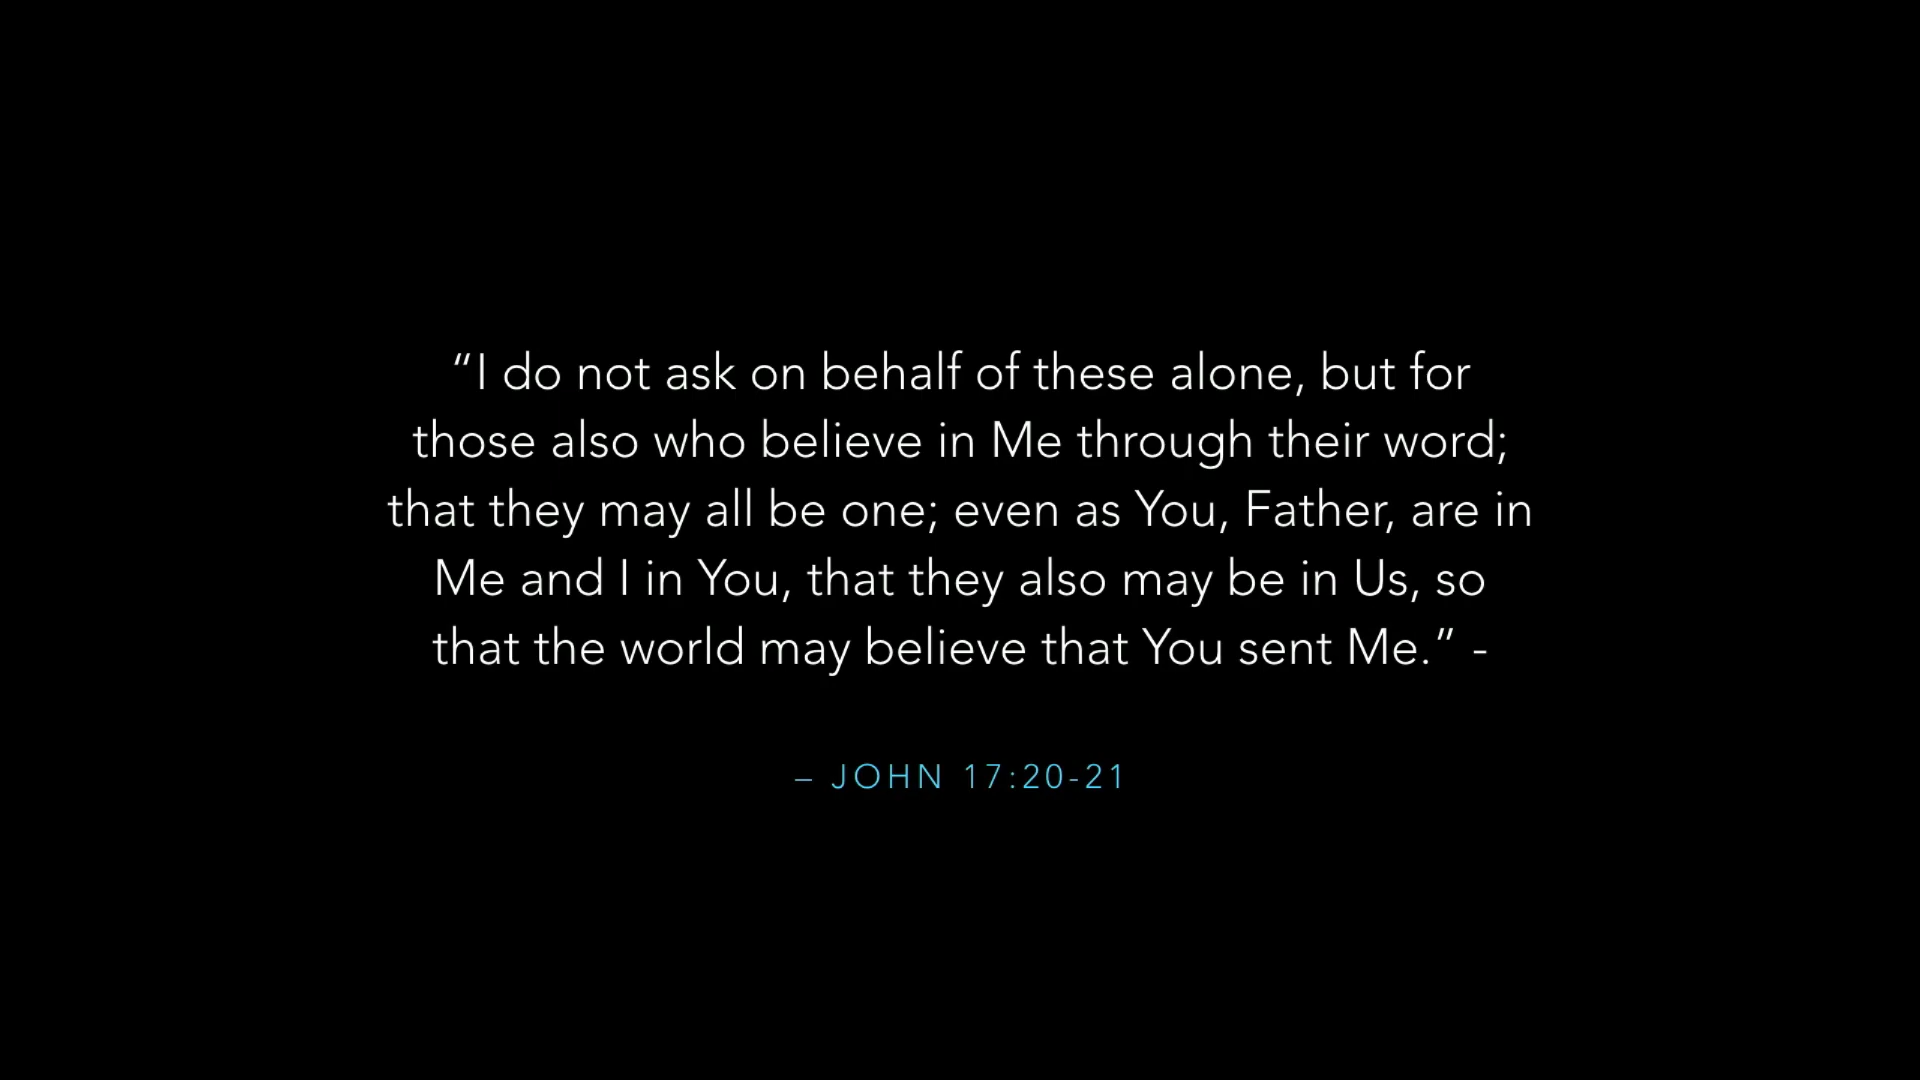 “I do not ask on behalf of these alone, but for
those also who believe in Me through their word;
that they may all be one; even as You, Father, are in
Me and I in You, that they also may be in Us, so
that the world may believe that You sent Me.” -
– JOHN 17:20-21